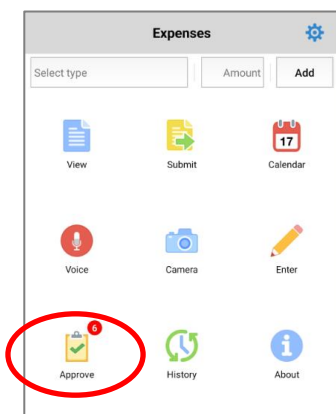 Expenses
Select type Amount Add
17
View Submit Calendar
Voice Camera Enter
6
Approve History About